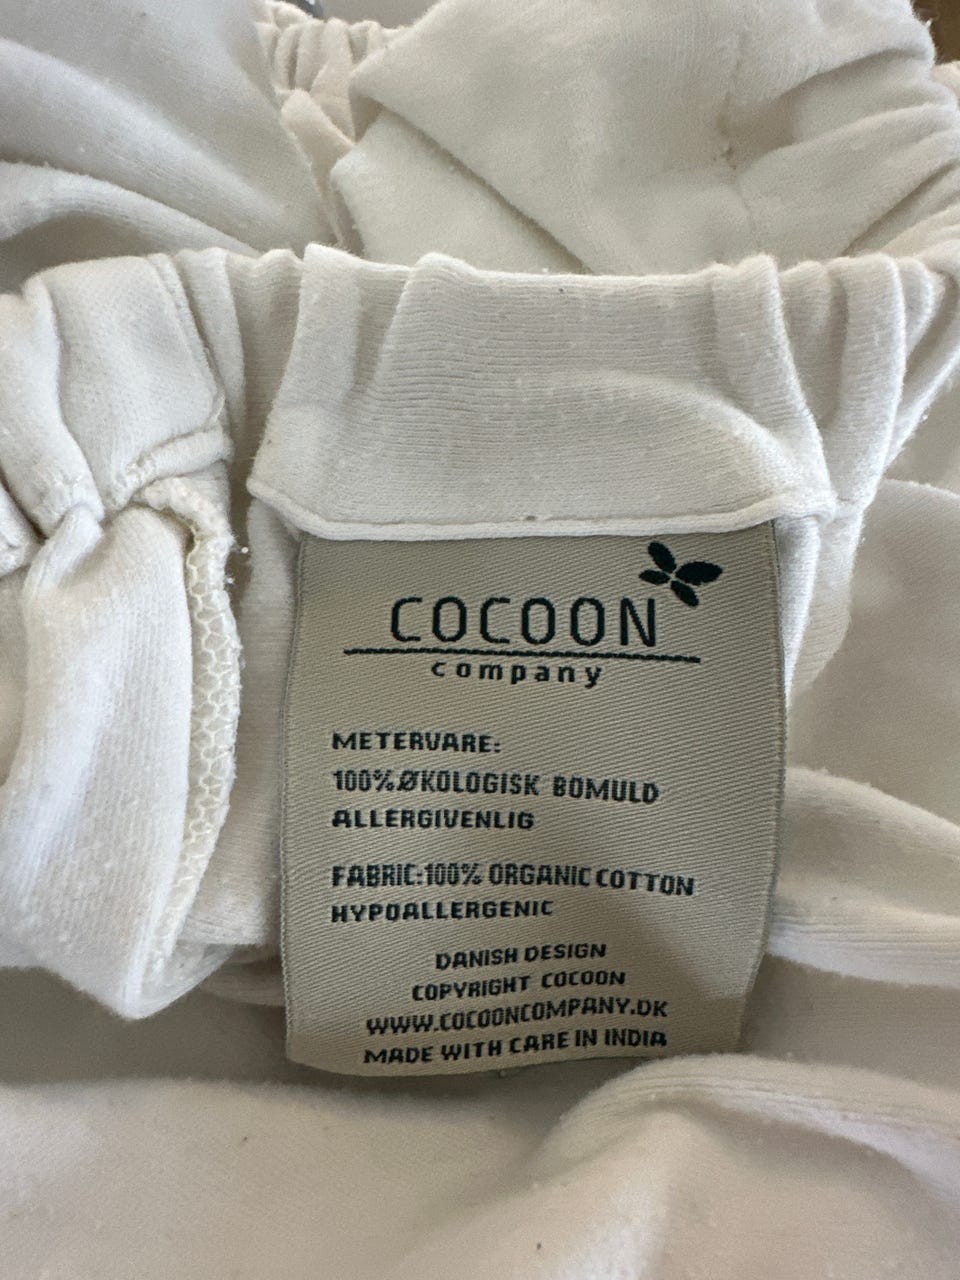 COCOON
company
METERVARE:
100% ØKOLOGISK BOMULD
ALLERGIVENLIG
FABRIC:100% ORGANIC COTTON
HYPOALLERGENIC
DANISH DESIGN
COPYRIGHT COCOON
WWW.COCOONCOMPANY.DK
MADE WITH CARE IN INDIA